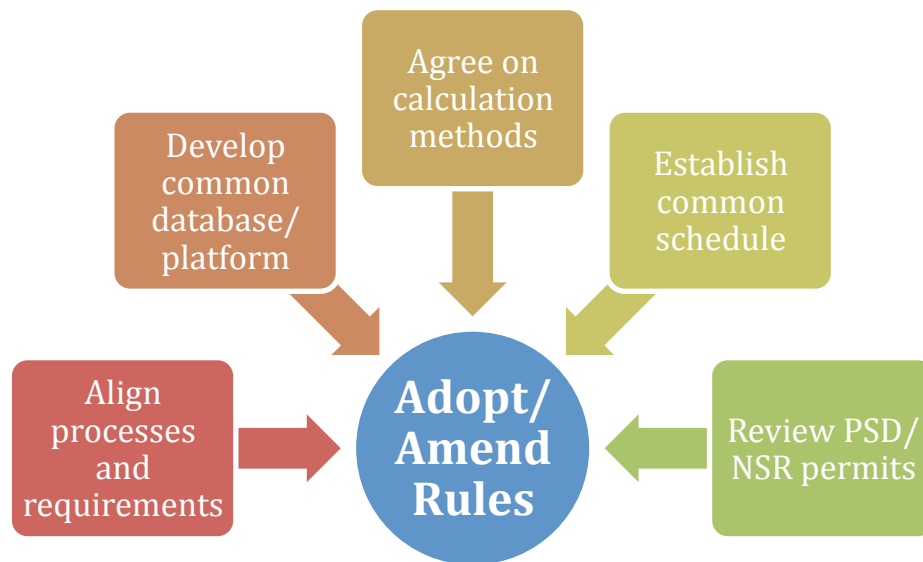 Agree on
calculation
methods
Develop
common
database/
platform
Establish
common
schedule
Align
processes
and
requirements
Adopt/
Amend
Rules
Review PSD/
NSR permits